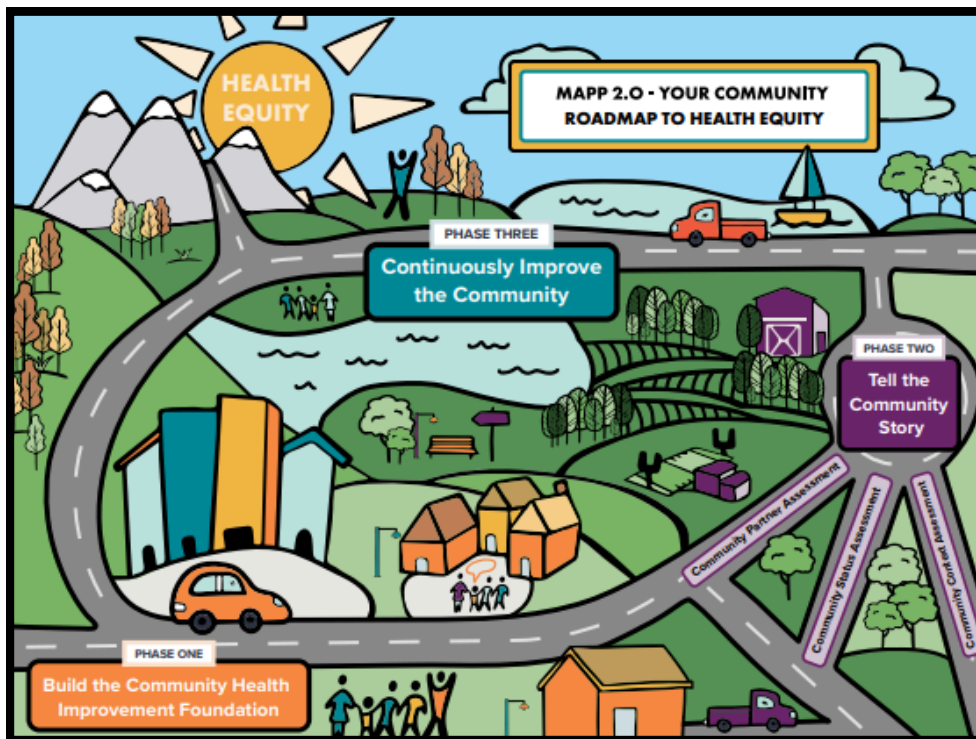 HEALTH
EQUITY
MAPP 2.0 - YOUR COMMUNITY
ROADMAP TO HEALTH EQUITY
PHASE THREE
Continuously Improve
the Community
PHASE TWO
Tell the
Community
Story
Community Partner Assessment
Community Status Assessment
Community Context Assessment
PHASE ONE
Build the Community Health
Improvement Foundation